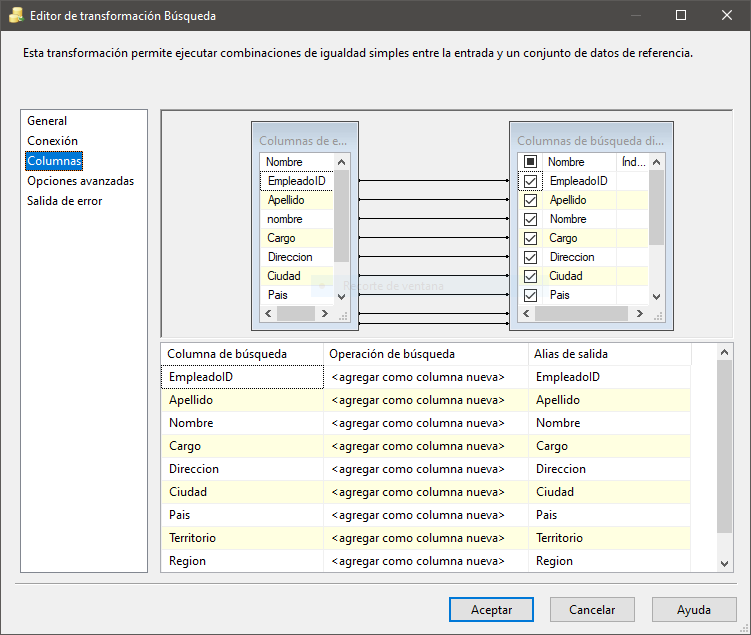 Editor de transformación Búsqueda
Esta transformación permite ejecutar combinaciones de igualdad simples entre la entrada y un conjunto de datos de referencia.
General
Conexión
Columnas
Opciones avanzadas
Salida de error
Columnas de e...
Nombre
EmpleadoID
Apellido
nombre
Cargo
Direccion
Ciudad
Pais
Columnas de búsqueda di...
Nombre Índ...
EmpleadoID
Apellido
Nombre
Cargo
Direccion
Ciudad
Pais
Recorte de ventana
Columna de búsqueda Operación de búsqueda Alias de salida
EmpleadoID <agregar como columna nueva> EmpleadoID
Apellido <agregar como columna nueva> Apellido
Nombre <agregar como columna nueva> Nombre
Cargo <agregar como columna nueva> Cargo
Direccion <agregar como columna nueva> Direccion
Ciudad <agregar como columna nueva> Ciudad
Pais <agregar como columna nueva> Pais
Territorio <agregar como columna nueva> Territorio
Region <agregar como columna nueva> Region
Aceptar Cancelar Ayuda